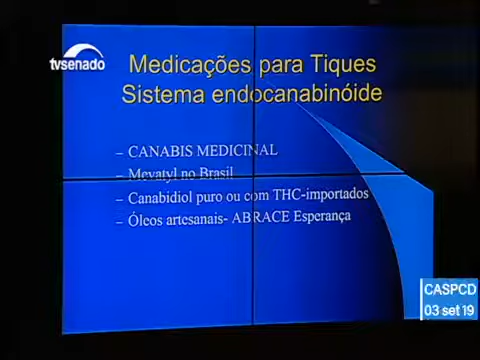 tvsenado
Medicações para Tiques
Sistema endocanabinóide
– CANABIS MEDICINAL
– Mevatyl no Brasil
– Canabidiol puro ou com THC-importados
– Óleos artesanais- ABRACE Esperança
CASPCD
03 set 19